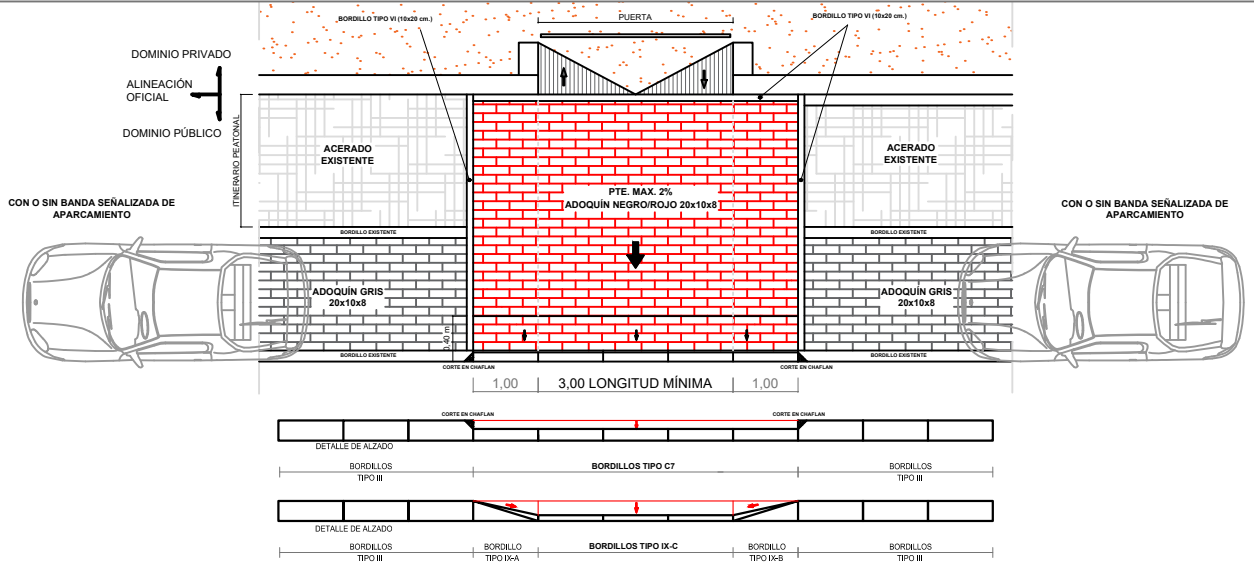 BORDILLO TIPO VI (10x20 cm.)
PUERTA
BORDILLO TIPO VI (10x20 cm.)
DOMINIO PRIVADO
ALINEACIÓN
OFICIAL
DOMINIO PÚBLICO
ITINERARIO PEATONAL
ACERADO
EXISTENTE
ACERADO
EXISTENTE
PTE. MAX. 2%
ADOQUÍN NEGRO/ROJO 20x10x8
CON O SIN BANDA SEÑALIZADA DE
APARCAMIENTO
CON O SIN BANDA SEÑALIZADA DE
APARCAMIENTO
BORDILLO EXISTENTE
BORDILLO EXISTENTE
ADOQUÍN GRIS
20x10x8
ADOQUÍN GRIS
20x10x8
0,40 m
BORDILLO EXISTENTE
BORDILLO EXISTENTE
CORTE EN CHAFLAN
CORTE EN CHAFLAN
1,00
3,00 LONGITUD MÍNIMA
1,00
CORTE EN CHAFLAN
CORTE EN CHAFLAN
DETALLE DE ALZADO
BORDILLOS
TIPO III
BORDILLOS TIPO C7
BORDILLOS
TIPO III
DETALLE DE ALZADO
BORDILLOS
TIPO III
BORDILLO
TIPO IX-A
BORDILLOS TIPO IX-C
BORDILLO
TIPO IX-B
BORDILLOS
TIPO III